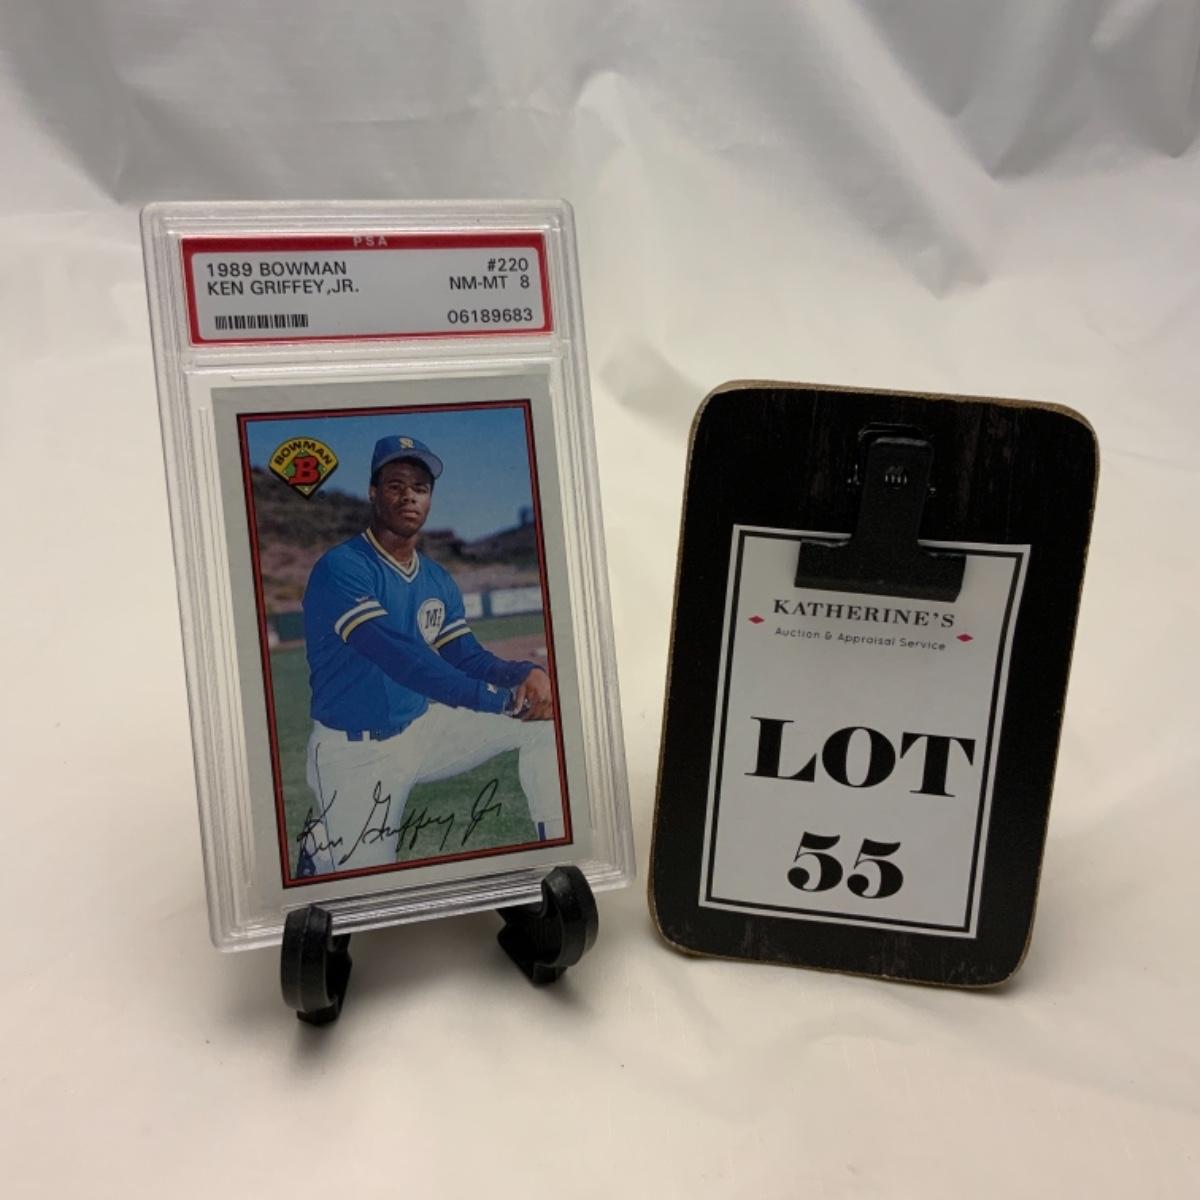 PSA
1989 BOWMAN #220
KEN GRIFFEY,JR. NM-MT 8
06189683
BOWMAN
B
S
M
Ken Griffey Jr
KATHERINE'S
Auction & Appraisal Service
LOT
55